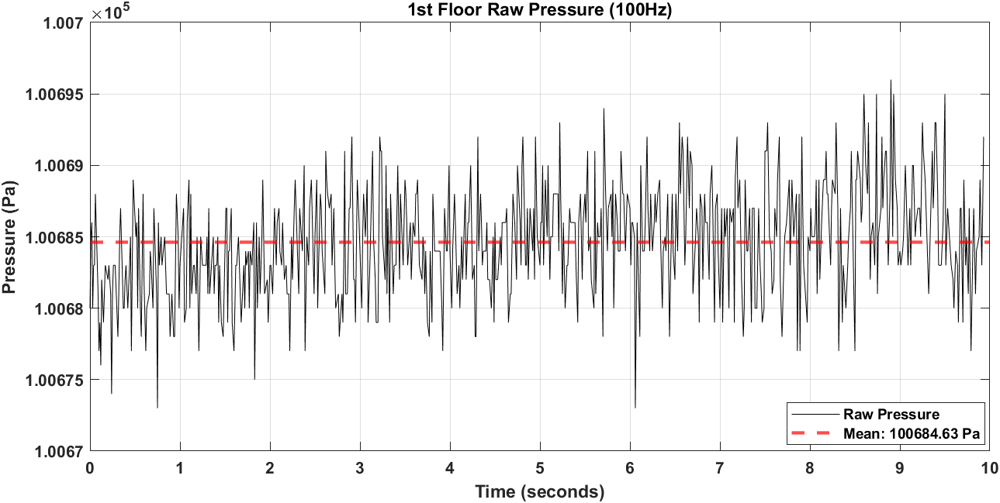 1st Floor Raw Pressure (100Hz)
×10^5
1.007
1.00695
1.0069
1.00685
1.0068
1.00675
1.0067
Pressure (Pa)
Raw Pressure
Mean: 100684.63 Pa
0 1 2 3 4 5 6 7 8 9 10
Time (seconds)